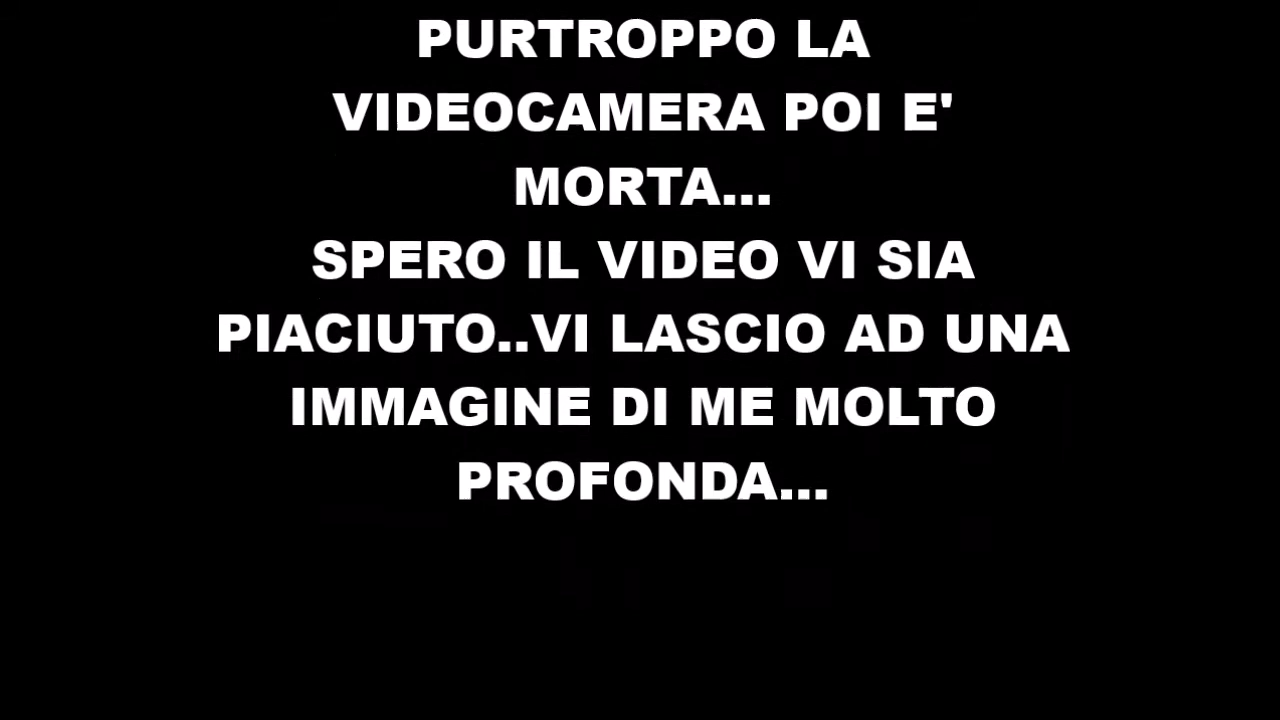 PURTROPPO LA
VIDEOCAMERA POI E'
MORTA...
SPERO IL VIDEO VI SIA
PIACIUTO..VI LASCIO AD UNA
IMMAGINE DI ME MOLTO
PROFONDA...